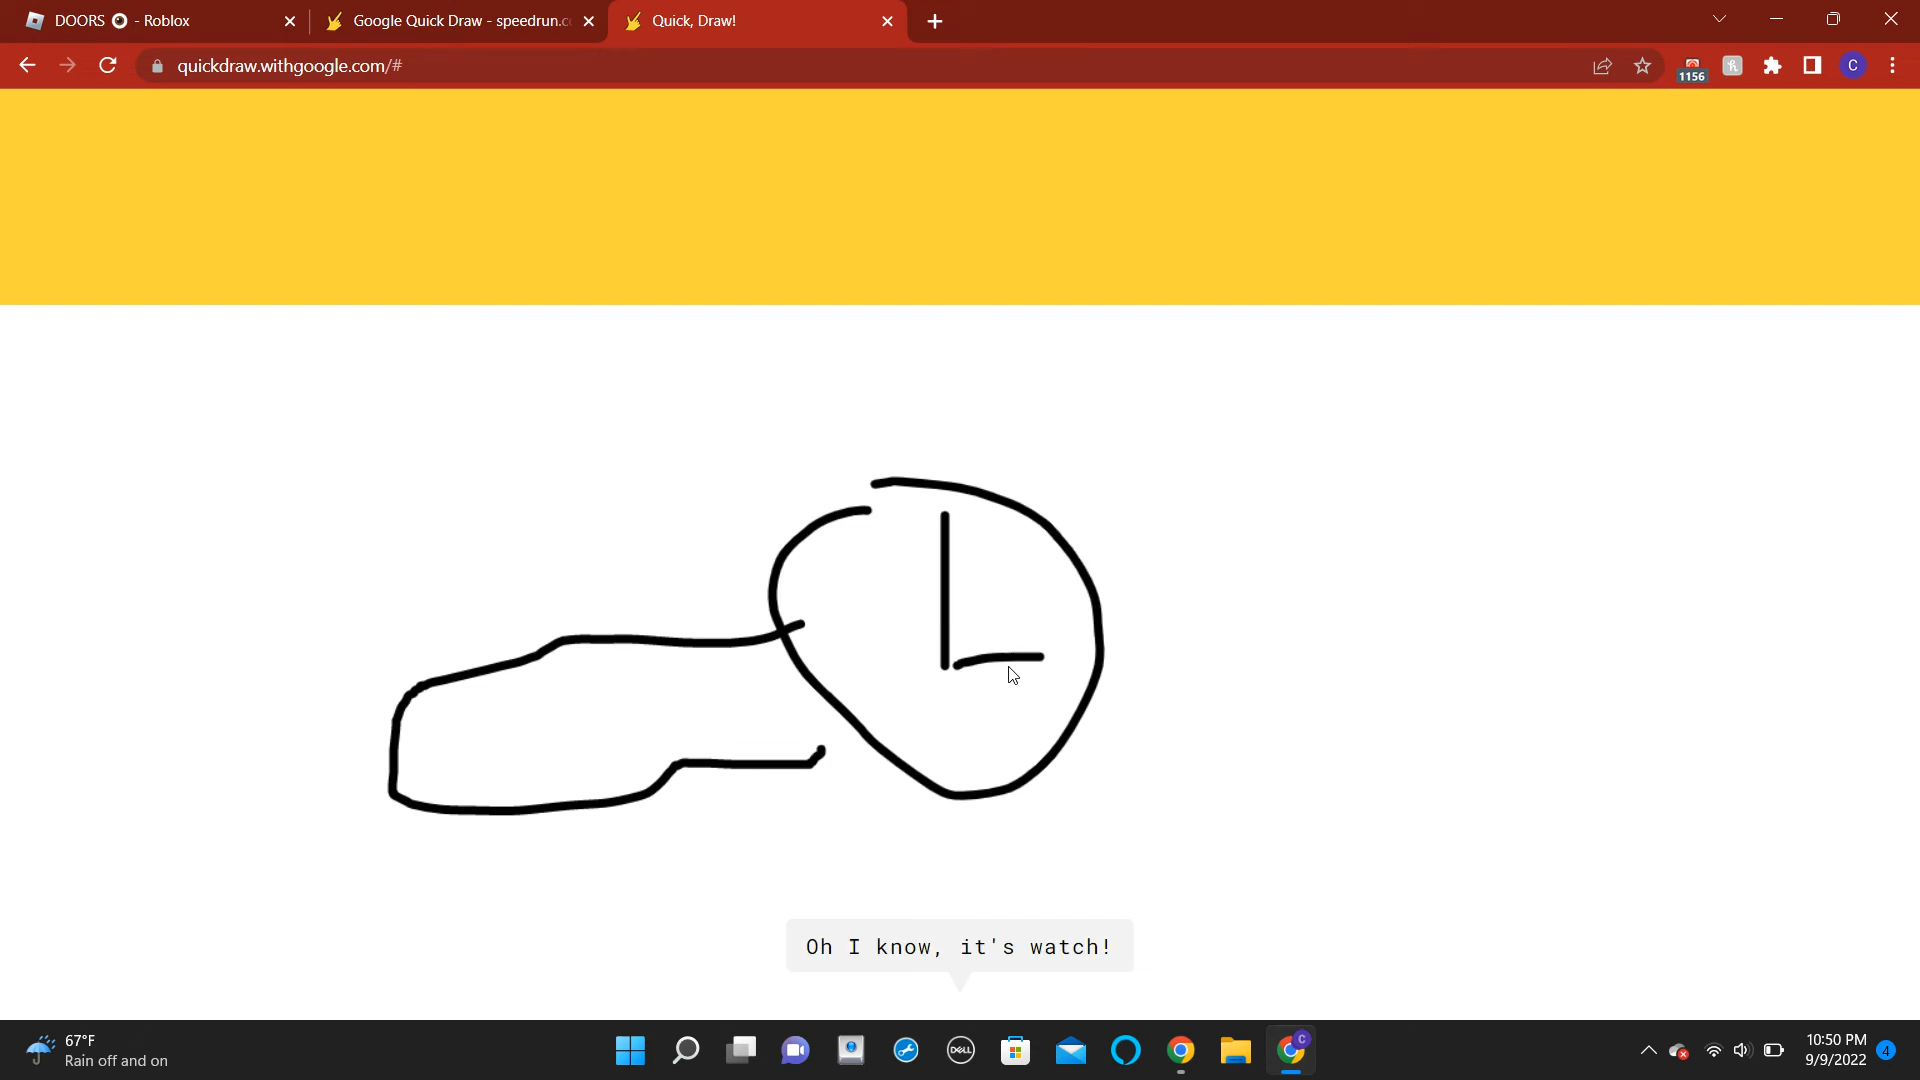 DOORS - Roblox
Google Quick Draw - speedrun.c
Quick, Draw!
quickdraw.withgoogle.com/#
1156
C
Oh I know, it's watch!
67°F
Rain off and on
DELL
C
10:50 PM
9/9/2022
4